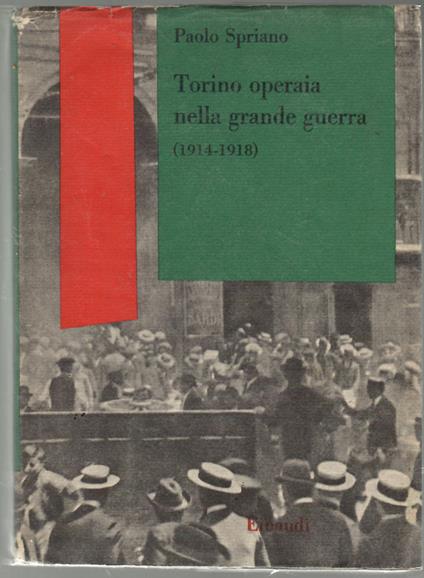 Paolo Spriano
Torino operaia
nella grande guerra
(1914-1918)
Einaudi